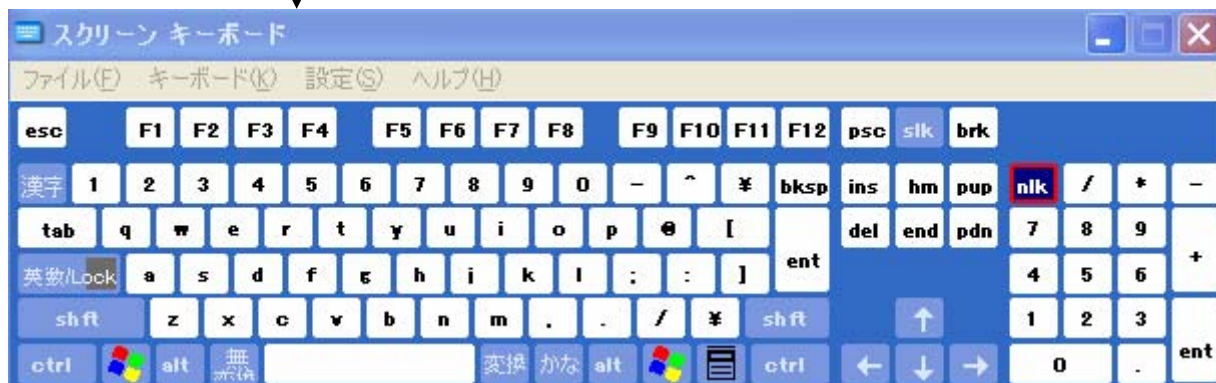 スクリーン キーボード
ファイル(F) キーボード(K) 設定(S) ヘルプ(H)
esc F1 F2 F3 F4 F5 F6 F7 F8 F9 F10 F11 F12 psc slk brk
漢字 1 2 3 4 5 6 7 8 9 0 - ^ ¥ bksp ins hm pup nlk / * -
tab q w e r t y u i o p @ [ del end pdn 7 8 9 +
英数/Lock a s d f g h j k l ; : ] ent 4 5 6
shft z x c v b n m , . / ¥ shft ↑ 1 2 3 ent
ctrl alt 無変換 変換 かな alt ctrl ← ↓ → 0 .